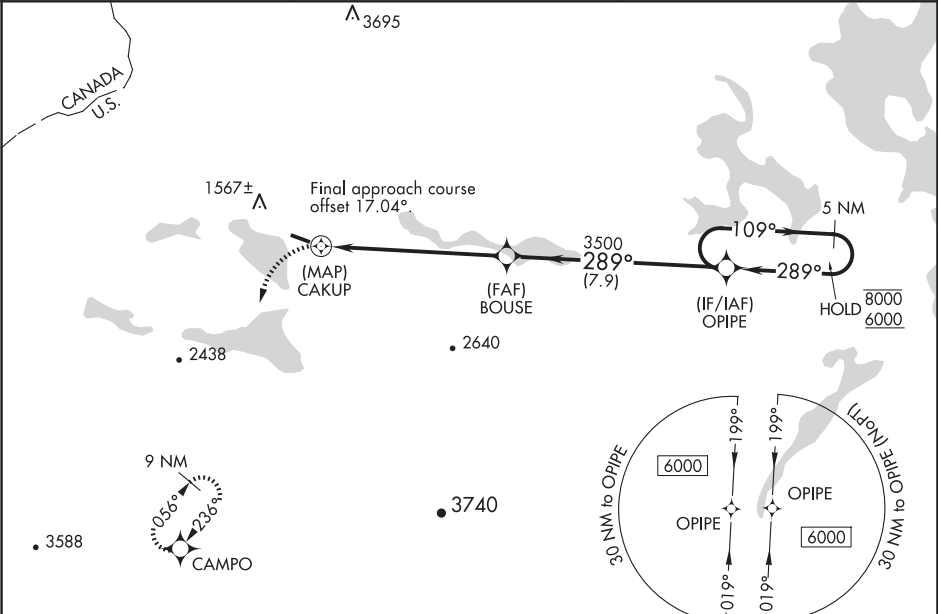 3695
CANADA
U.S.
1567±
Final approach course
offset 17.04°.
5 NM
109°
3500
289°
(7.9)
289°
(MAP)
CAKUP
(FAF)
BOUSE
(IF/IAF)
OPIPE
HOLD
8000
6000
2438
2640
30 NM to OPIPE
199°
199°
30 NM to OPIPE (NoPT)
6000
9 NM
056°
236°
CAMPO
3740
OPIPE
OPIPE
6000
3588
019°
019°